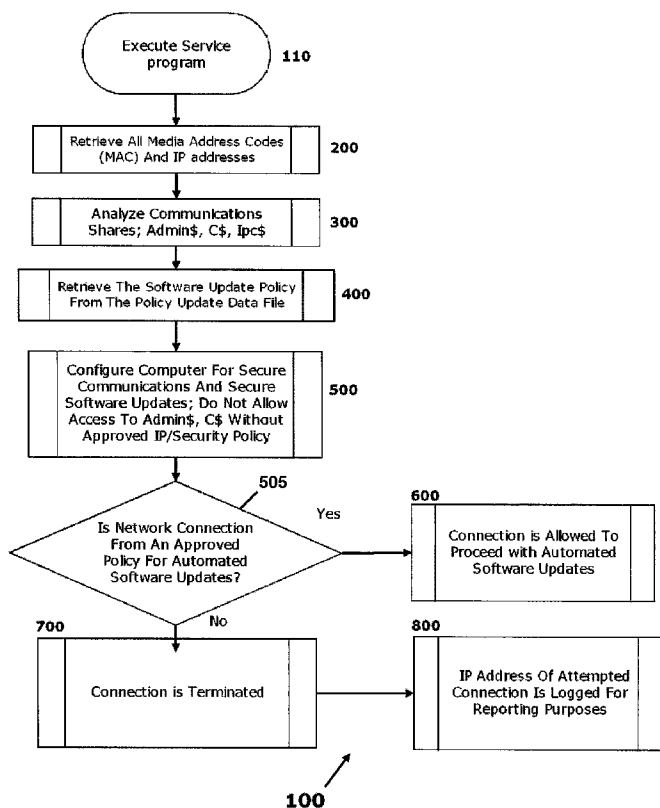 Execute Service
program
110
Retrieve All Media Address Codes
(MAC) And IP addresses
200
Analyze Communications
Shares; Admin$, C$, Ipc$
300
Retrieve The Software Update Policy
From The Policy Update Data File
400
Configure Computer For Secure
Communications And Secure
Software Updates; Do Not Allow
Access To Admin$, C$ Without
Approved IP/Security Policy
500
505
Is Network Connection
From An Approved
Policy For Automated
Software Updates?
Yes
600
Connection is Allowed To
Proceed with Automated
Software Updates
No
700
Connection is Terminated
800
IP Address Of Attempted
Connection Is Logged For
Reporting Purposes
100